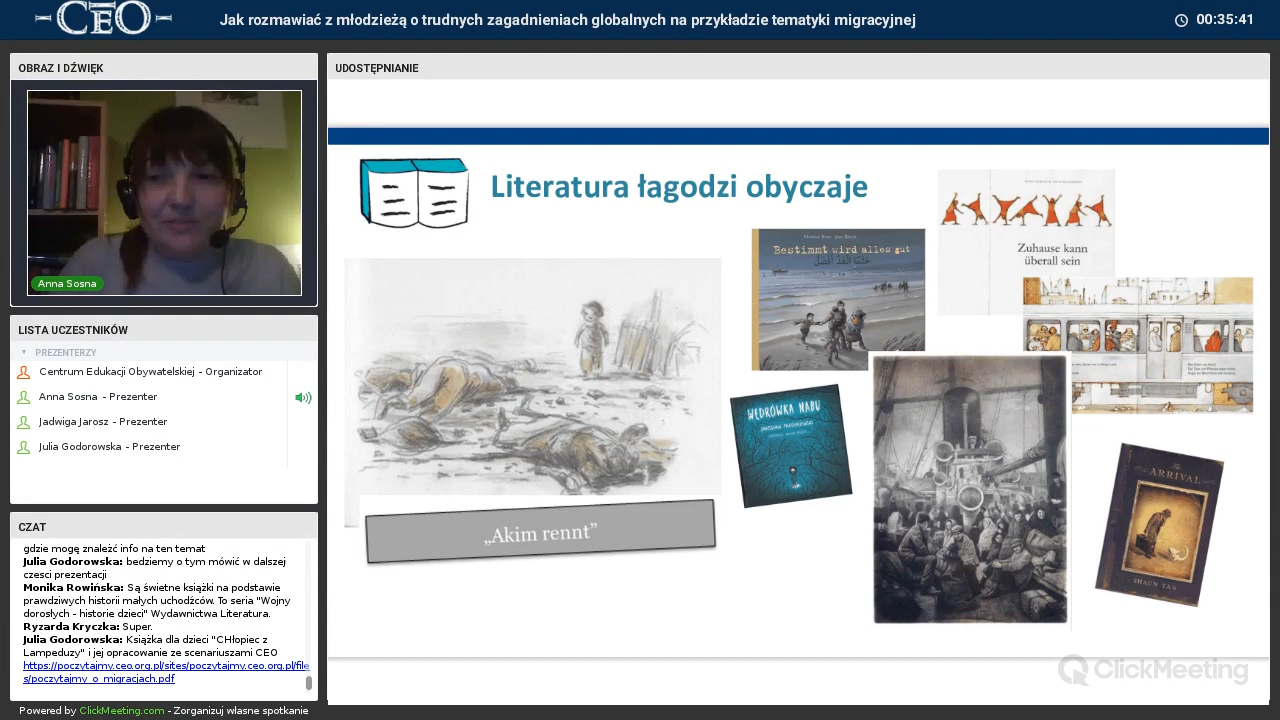 CEO
Jak rozmawiać z młodzieżą o trudnych zagadnieniach globalnych na przykładzie tematyki migracyjnej
00:35:41
OBRAZ I DŹWIĘK
Anna Sosna
LISTA UCZESTNIKÓW
PREZENTERZY
Centrum Edukacji Obywatelskiej - Organizator
Anna Sosna - Prezenter
Jadwiga Jarosz - Prezenter
Julia Godorowska - Prezenter
CZAT
gdzie mogę znaleźć info na ten temat
Julia Godorowska: bedziemy o tym mówić w dalszej
czesci prezentacji
Monika Rowińska: Są świetne książki na podstawie
prawdziwych historii małych uchodźców. To seria "Wojny
dorosłych - historie dzieci" Wydawnictwa Literatura.
Ryzarda Kryczka: Super.
Julia Godorowska: Książka dla dzieci "CHłopiec z
Lampeduzy" i jej opracowanie ze scenariuszami CEO
https://poczytajmy.ceo.org.pl/sites/poczytajmy.ceo.org.pl/file
s/poczytajmy_o_migracjach.pdf
Powered by ClickMeeting.com - Zorganizuj własne spotkanie
UDOSTĘPNIANIE
Literatura łagodzi obyczaje
„Akim rennt”
Bestimmt wird alles gut
حتما الغد أفضل
Zuhause kann
überall sein
WĘDRÓWKA NABU
The
ARRIVAL
SHAUN TAN
ClickMeeting